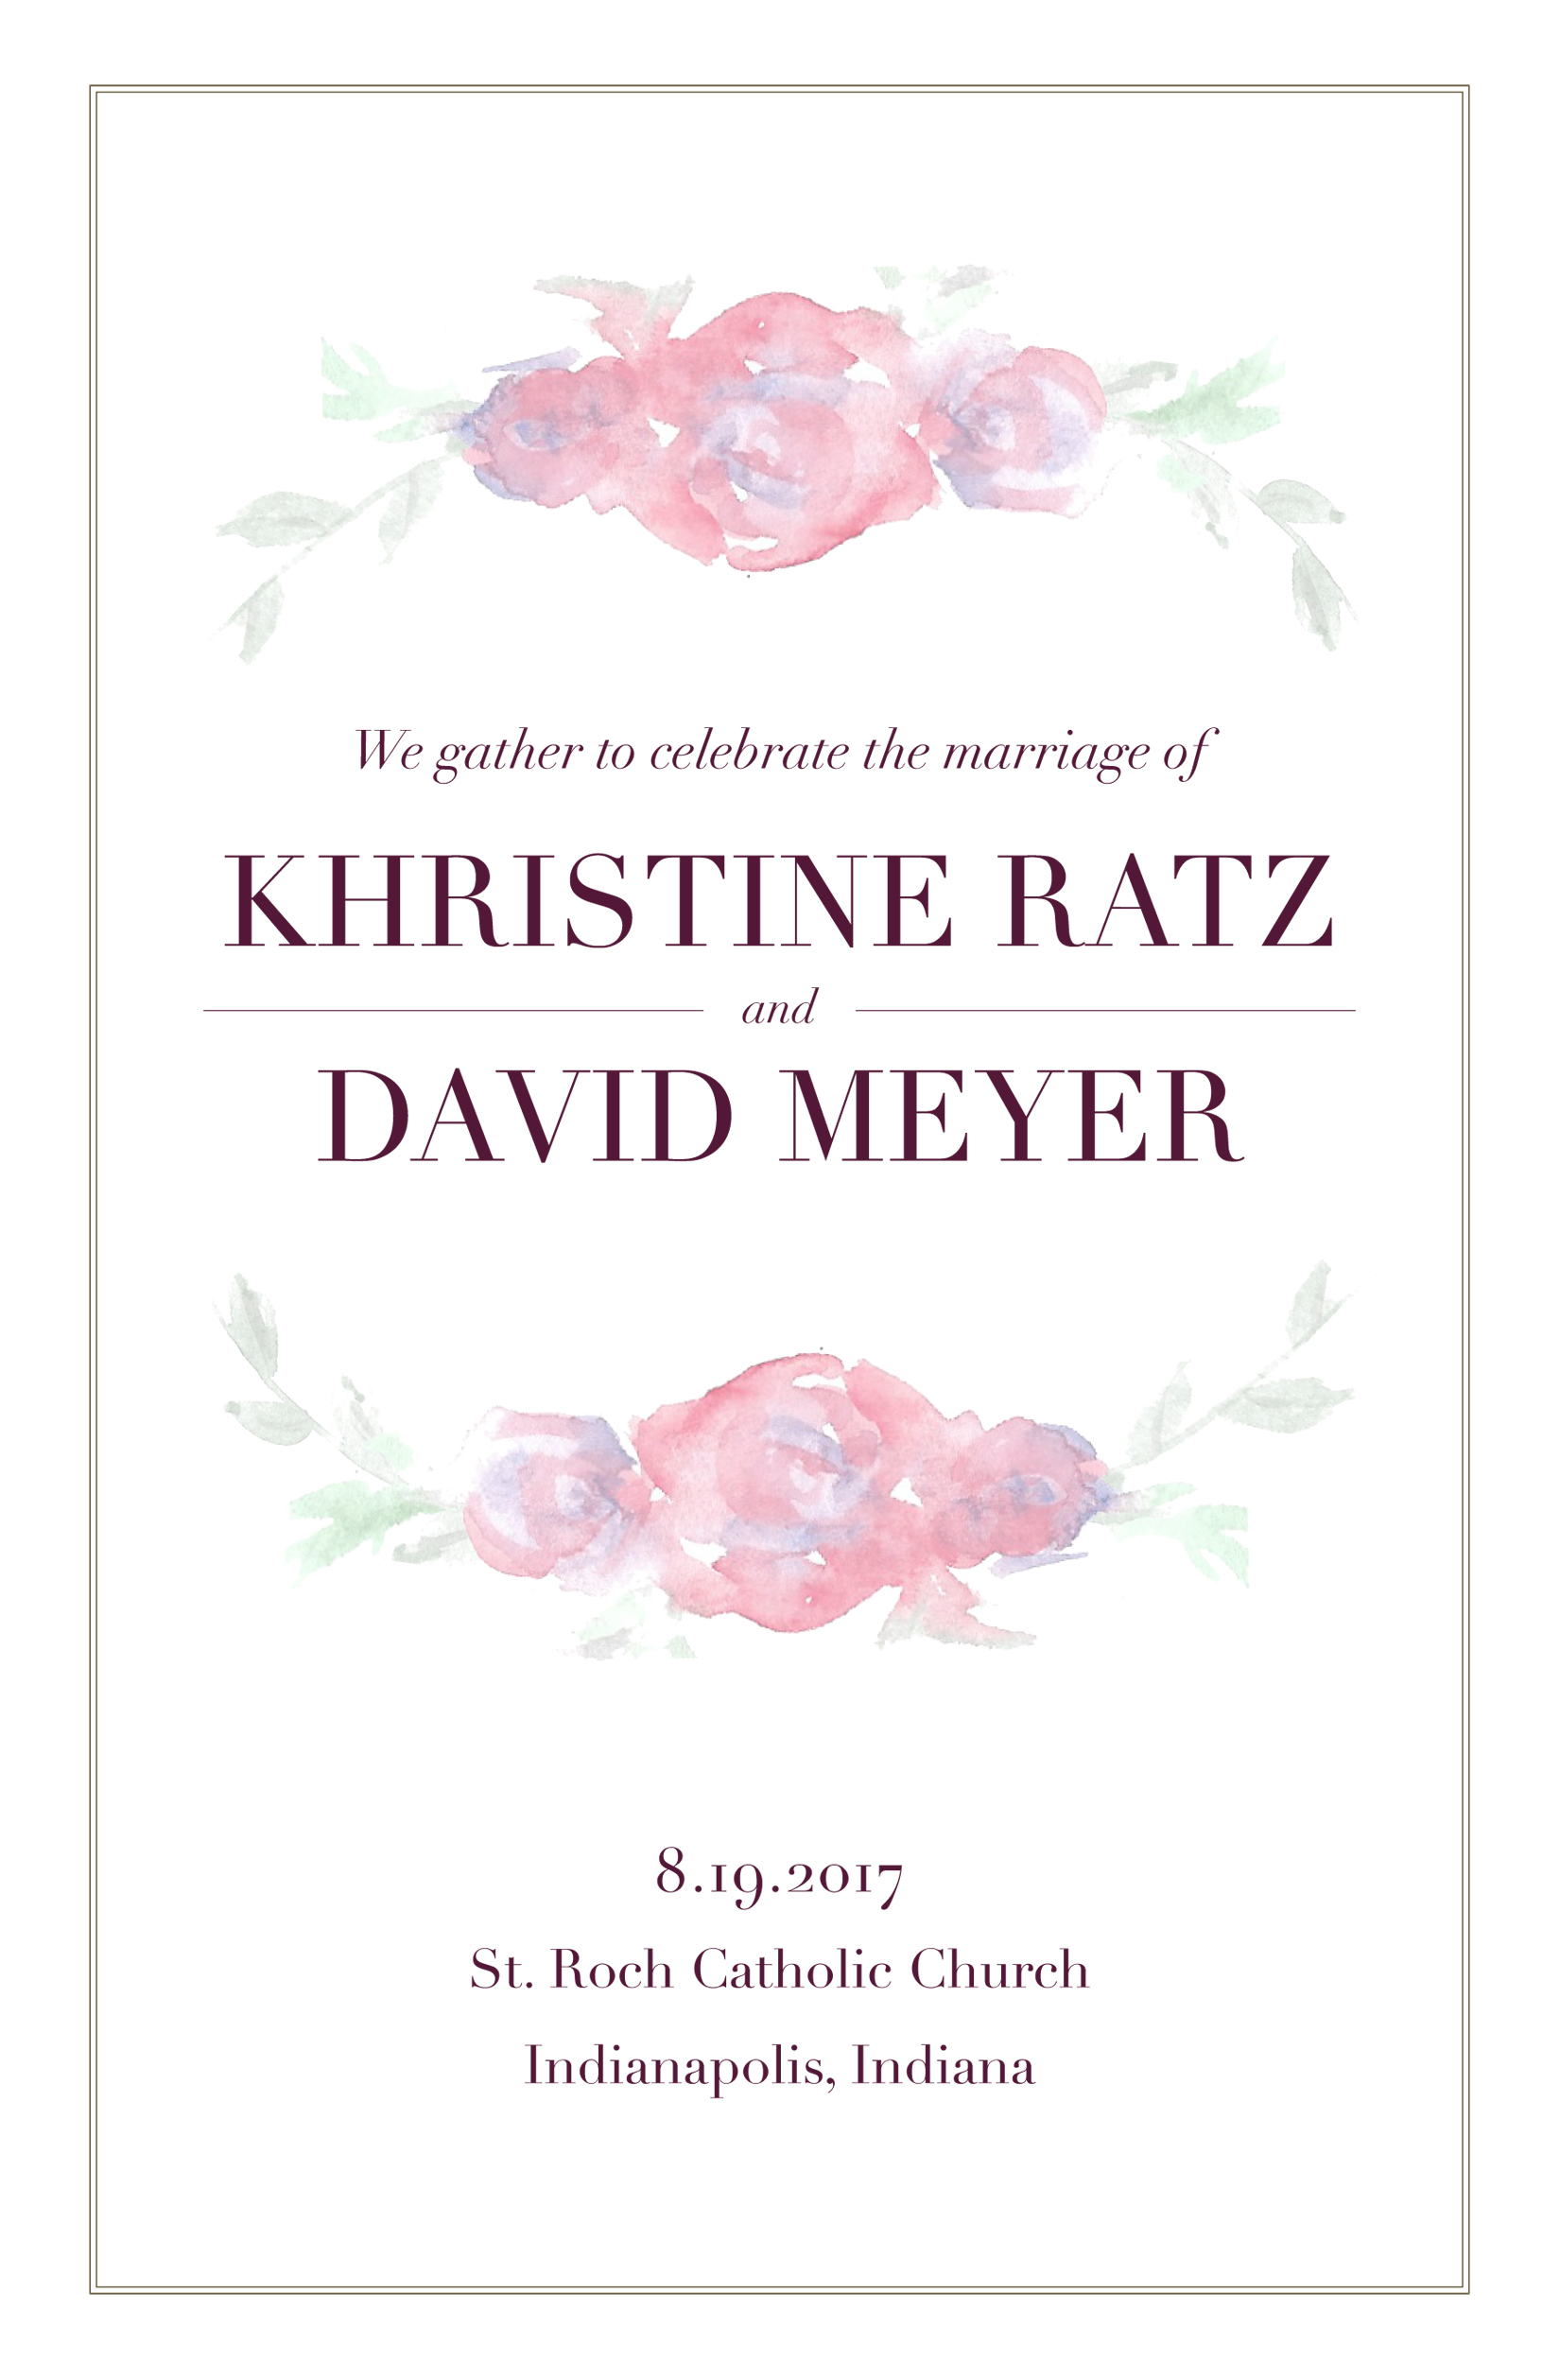 We gather to celebrate the marriage of
KHRISTINE RATZ
and
DAVID MEYER
8.19.2017
St. Roch Catholic Church
Indianapolis, Indiana